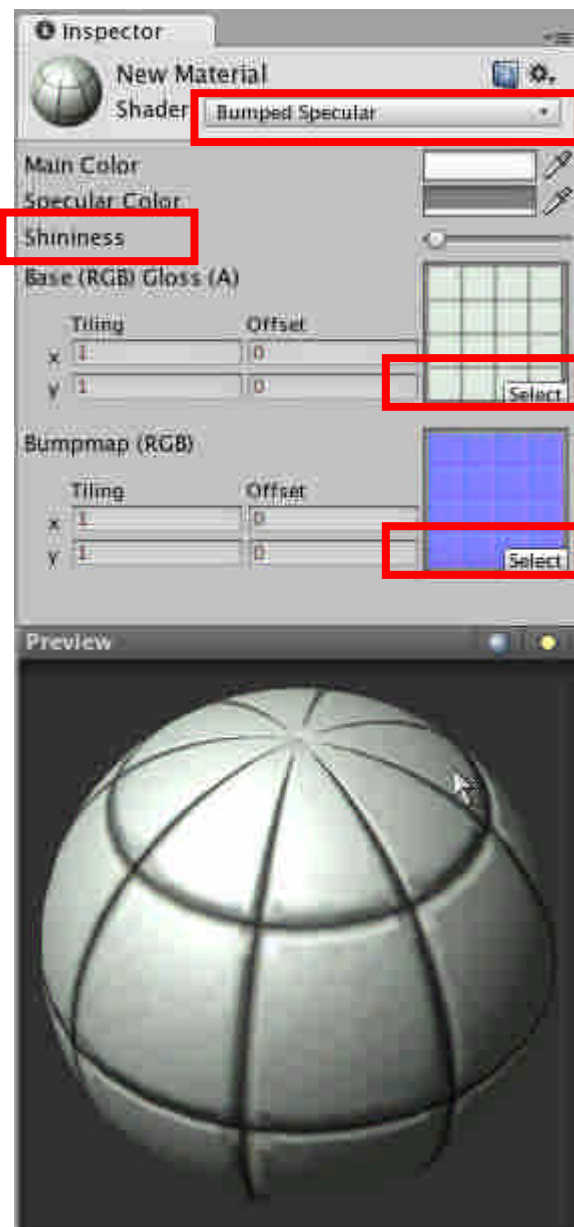 Inspector
New Material
Shader Bumped Specular
Main Color
Specular Color
Shininess
Base (RGB) Gloss (A)
Tiling Offset
x 1 0
y 1 0
Select
Bumpmap (RGB)
Tiling Offset
x 1 0
y 1 0
Select
Preview